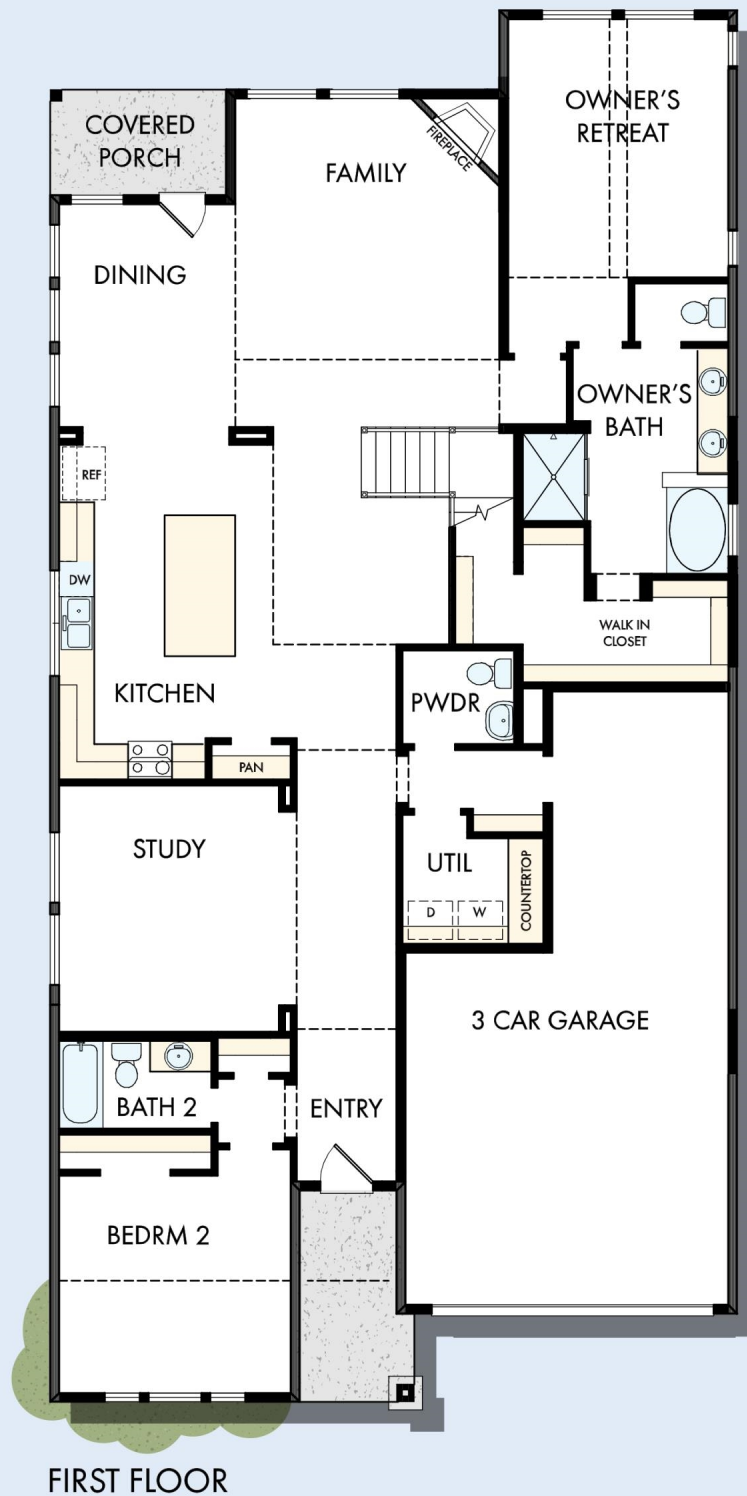 OWNER'S
RETREAT
COVERED
PORCH
FAMILY
FIREPLACE
DINING
OWNER'S
BATH
REF
DW
WALK IN
CLOSET
KITCHEN
PWDR
PAN
STUDY
UTIL
COUNTERTOP
D
W
3 CAR GARAGE
BATH 2
ENTRY
BEDRM 2
FIRST FLOOR